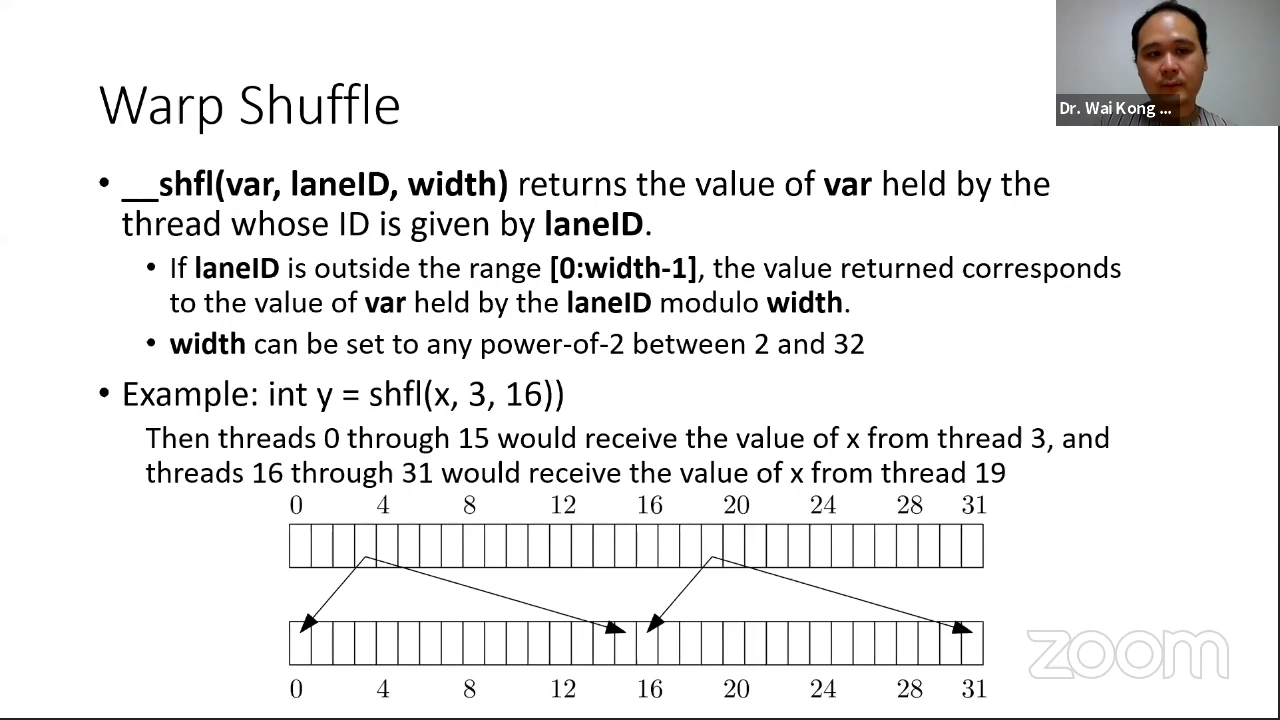 Warp Shuffle
Dr. Wai Kong ...
• __shfl(var, laneID, width) returns the value of var held by the
thread whose ID is given by laneID.
• If laneID is outside the range [0:width-1], the value returned corresponds
to the value of var held by the laneID modulo width.
• width can be set to any power-of-2 between 2 and 32
• Example: int y = shfl(x, 3, 16))
Then threads 0 through 15 would receive the value of x from thread 3, and
threads 16 through 31 would receive the value of x from thread 19
0 4 8 12 16 20 24 28 31
0 4 8 12 16 20 24 28 31
zoom